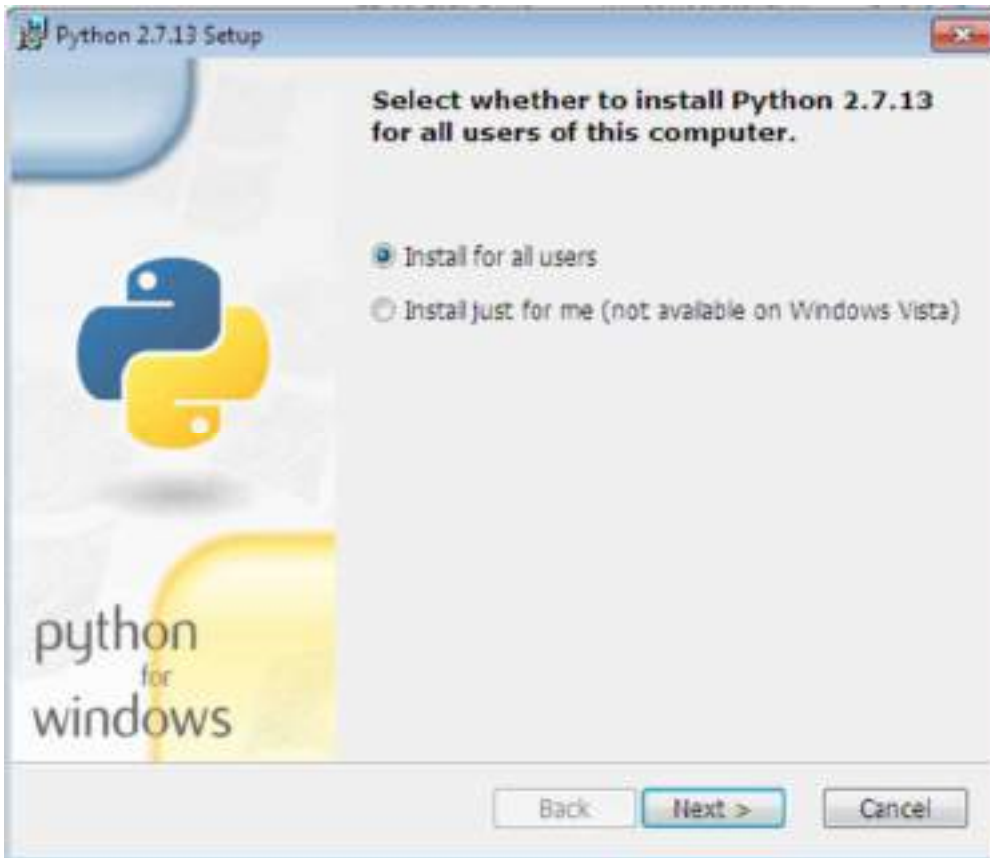 Python 2.7.13 Setup
Select whether to install Python 2.7.13
for all users of this computer.
Install for all users
Install just for me (not available on Windows Vista)
python
for
windows
Back
Next >
Cancel